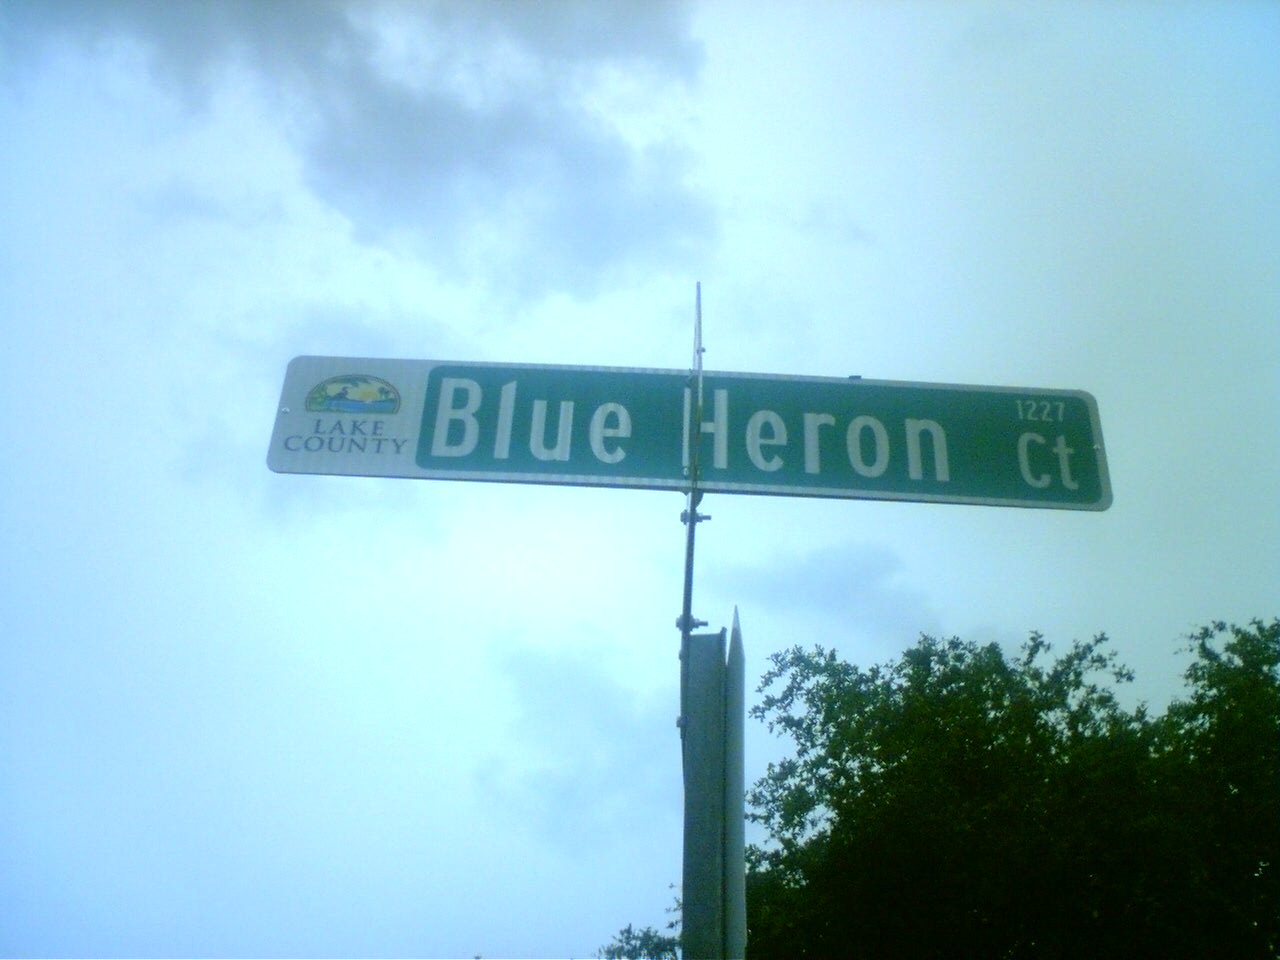 LAKE
COUNTY
Blue Heron
1227
Ct